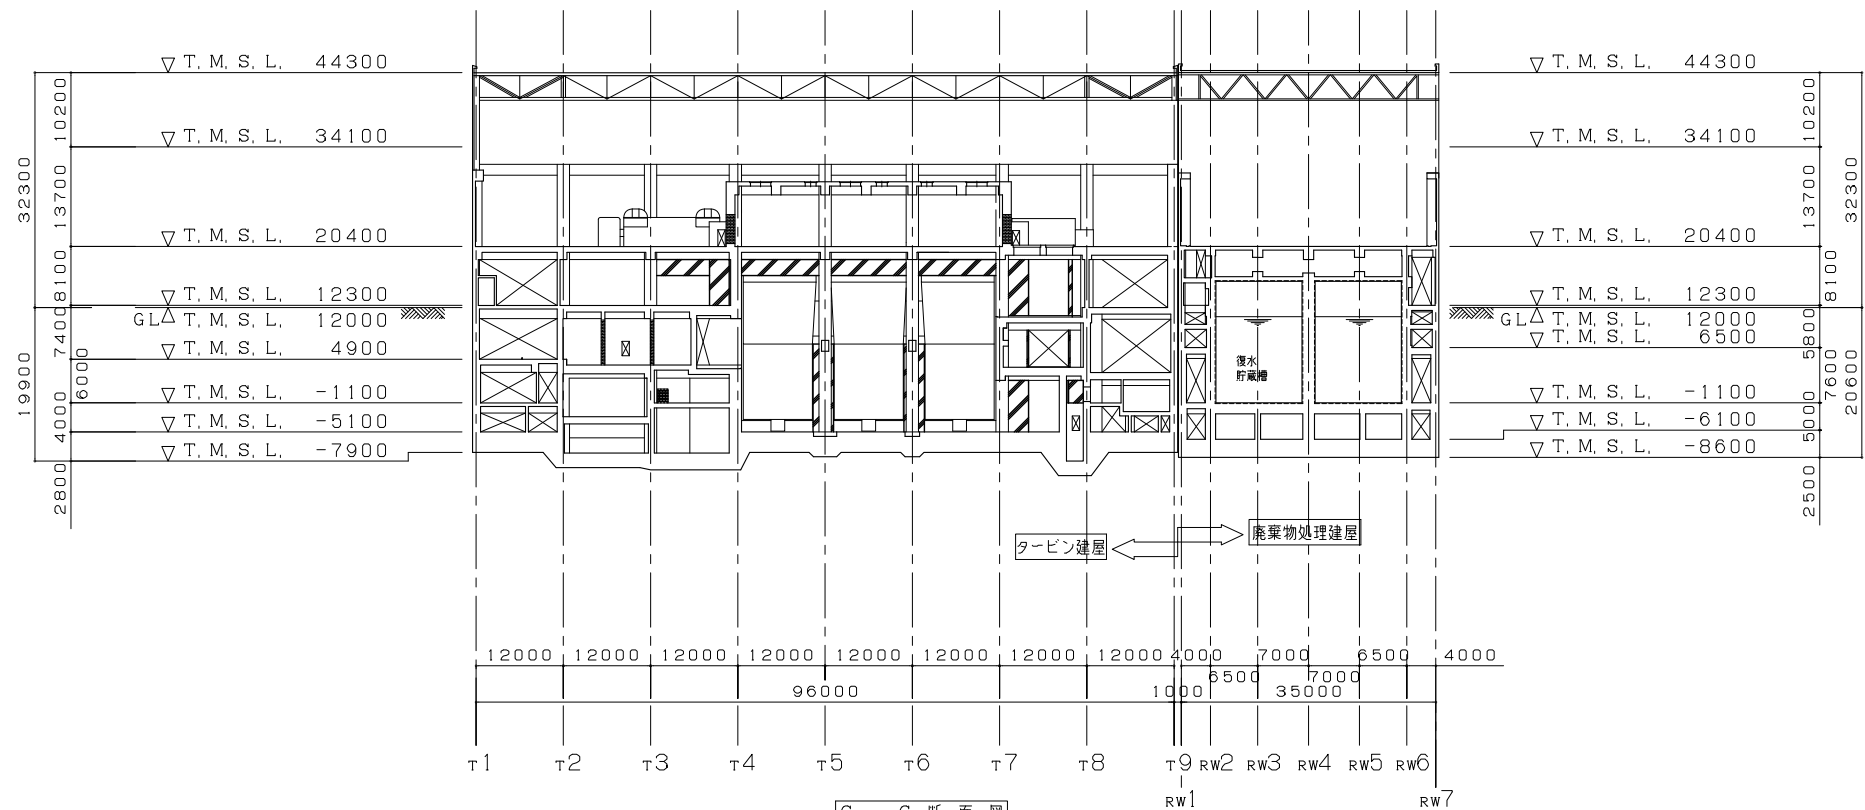 T. M. S. L. 44300
T. M. S. L. 34100
T. M. S. L. 20400
T. M. S. L. 12300
GL T. M. S. L. 12000
T. M. S. L. 4900
T. M. S. L. -1100
T. M. S. L. -5100
T. M. S. L. -7900
32300
19900
10200
13700
8100
7400
6000
4000
2800
T. M. S. L. 44300
T. M. S. L. 34100
T. M. S. L. 20400
T. M. S. L. 12300
GL T. M. S. L. 12000
T. M. S. L. 6500
T. M. S. L. -1100
T. M. S. L. -6100
T. M. S. L. -8600
10200
13700
8100
5800
7600
5000
2500
32300
20600
復水
貯蔵槽
タービン建屋
廃棄物処理建屋
12000 12000 12000 12000 12000 12000 12000 12000 4000 7000 6500 4000
6500 7000
96000 1000 35000
T1 T2 T3 T4 T5 T6 T7 T8 T9 RW2 RW3 RW4 RW5 RW6
RW1 RW7
断面図